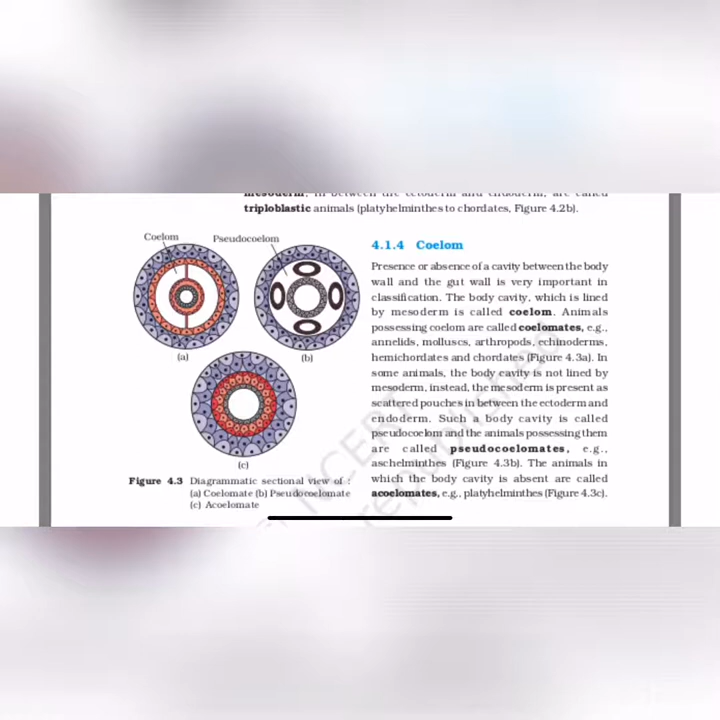 triploblastic animals (platyhelminthes to chordates, Figure 4.2b).
Coelom
Pseudocoelom
(a)
(b)
(c)
Figure 4.3 Diagrammatic sectional view of :
(a) Coelomate (b) Pseudocoelomate
(c) Acoelomate
4.1.4 Coelom
Presence or absence of a cavity between the body
wall and the gut wall is very important in
classification. The body cavity, which is lined
by mesoderm is called coelom. Animals
possessing coelom are called coelomates, e.g.,
annelids, molluscs, arthropods, echinoderms,
hemichordates and chordates (Figure 4.3a). In
some animals, the body cavity is not lined by
mesoderm, instead, the mesoderm is present as
scattered pouches in between the ectoderm and
endoderm. Such a body cavity is called
pseudocoelom and the animals possessing them
are called pseudocoelomates, e.g.,
aschelminthes (Figure 4.3b). The animals in
which the body cavity is absent are called
acoelomates, e.g., platyhelminthes (Figure 4.3c).
NCERT
republished